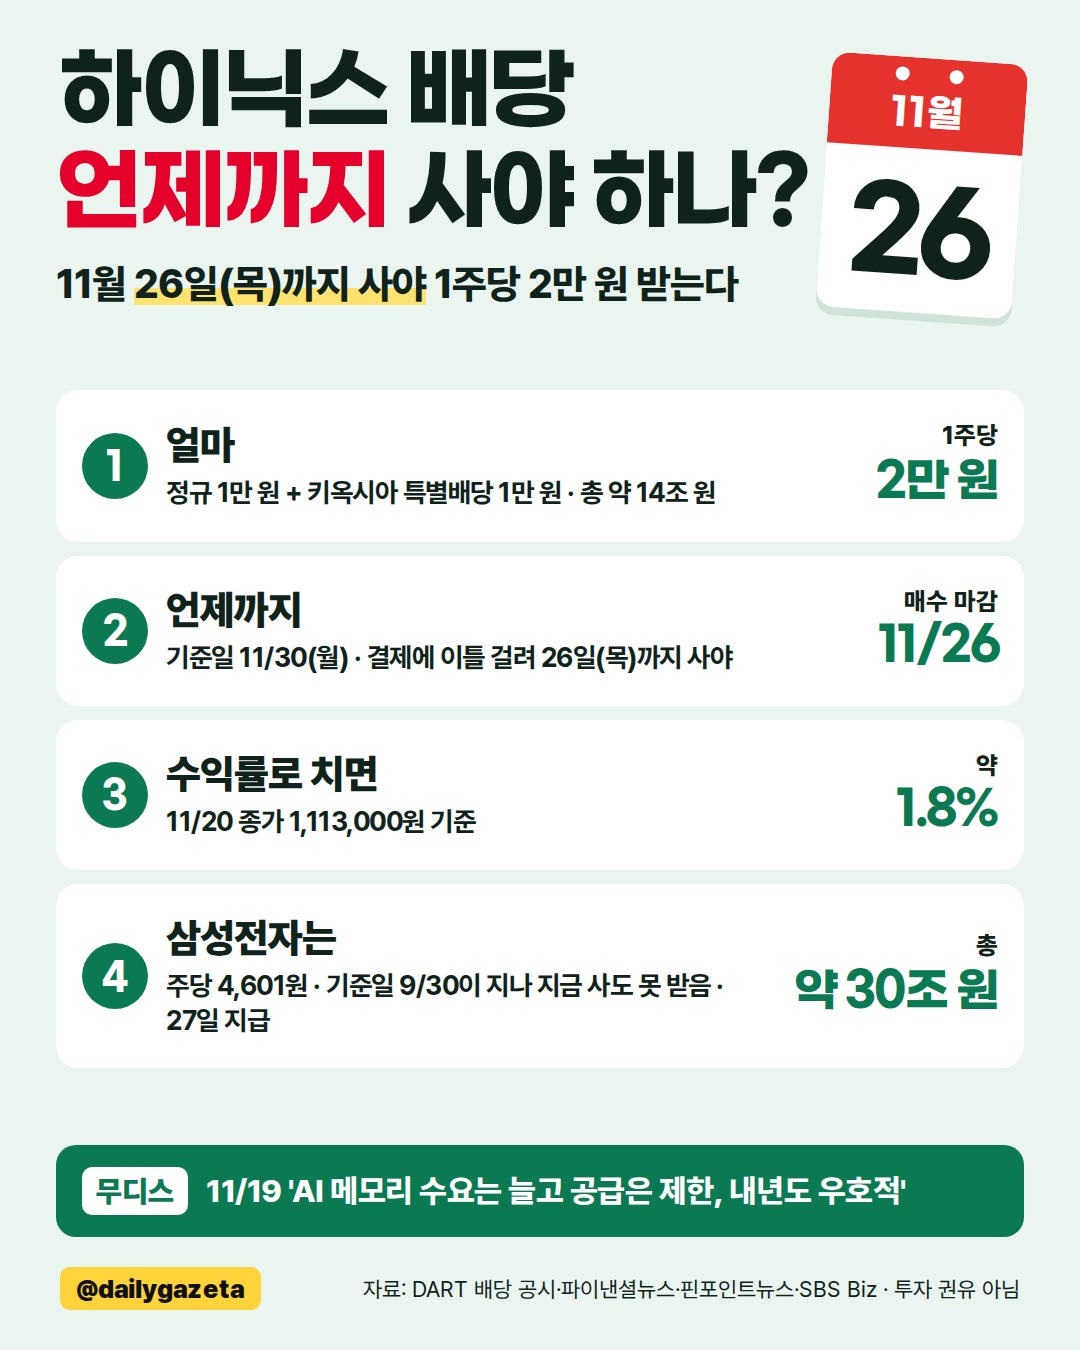 하이닉스 배당
언제까지 사야 하나?
11월 26일(목)까지 사야 1주당 2만 원 받는다
11월
26
1
얼마
정규 1만 원 + 키옥시아 특별배당 1만 원 · 총 약 14조 원
1주당
2만 원
2
언제까지
기준일 11/30(월) · 결제에 이틀 걸려 26일(목)까지 사야
매수 마감
11/26
3
수익률로 치면
11/20 종가 1,113,000원 기준
약
1.8%
4
삼성전자는
주당 4,601원 · 기준일 9/30이 지나 지금 사도 못 받음 ·
27일 지급
총
약 30조 원
무디스
11/19 'AI 메모리 수요는 늘고 공급은 제한, 내년도 우호적'
@dailygazeta
자료: DART 배당 공시·파이낸셜뉴스·핀포인트뉴스·SBS Biz · 투자 권유 아님